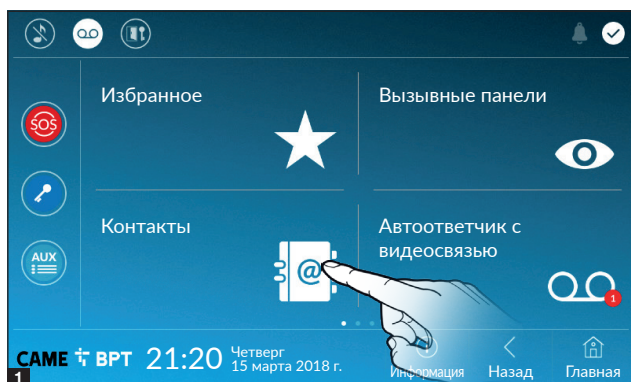 Избранное
Вызывные панели
SOS
Контакты
@
Автоответчик с
видеосвязью
AUX
1
CAME BPT 21:20 Четверг
15 марта 2018 г.
Информация Назад Главная
1